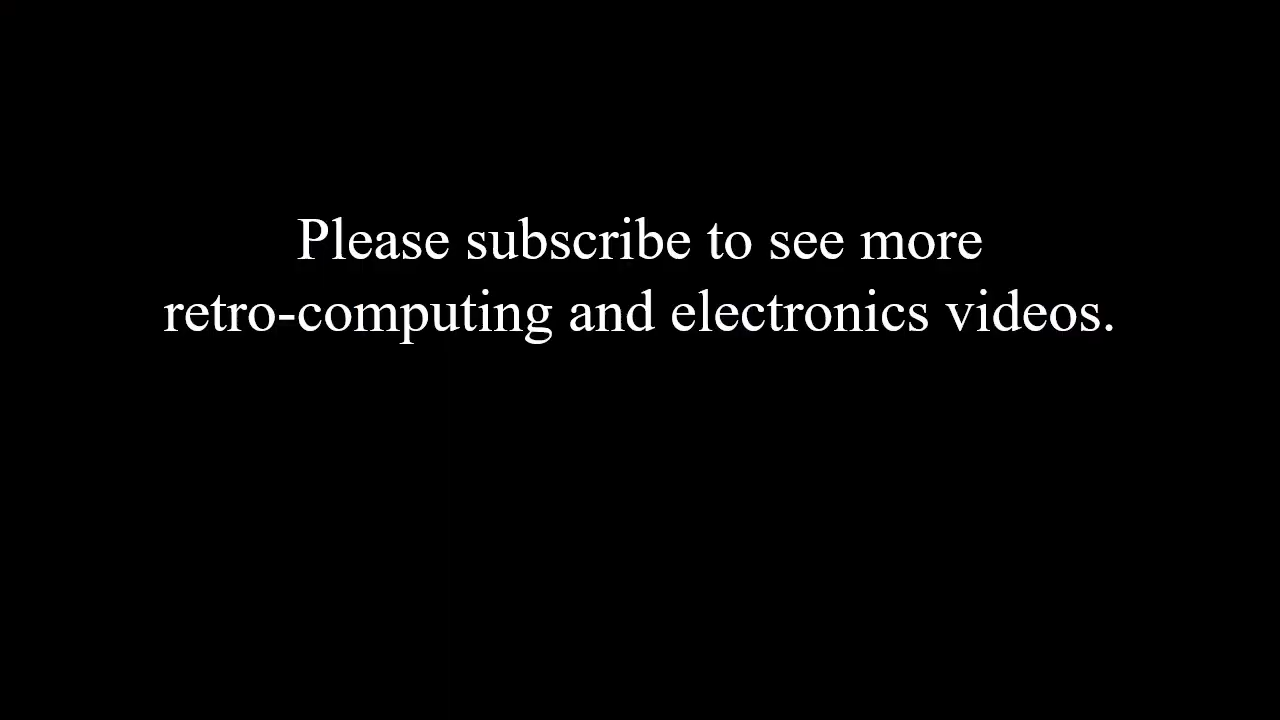 Please subscribe to see more
retro-computing and electronics videos.